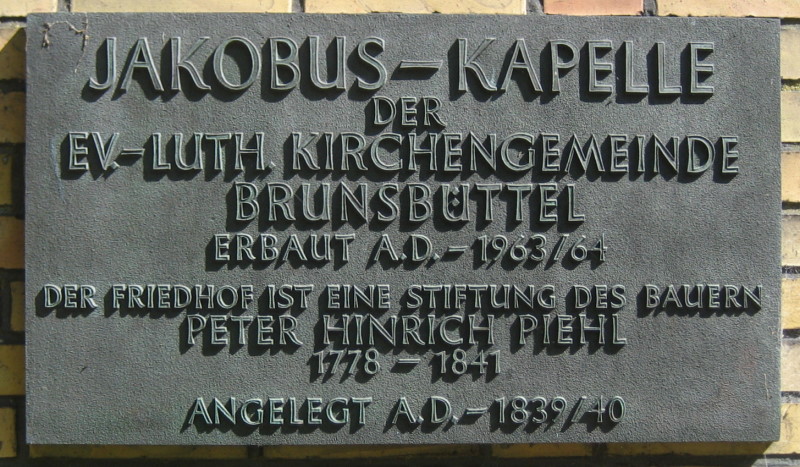 JAKOBUS – KAPELLE
DER
EV.-LUTH. KIRCHENGEMEINDE
BRUNSBÜTTEL
ERBAUT A.D. – 1963/64
DER FRIEDHOF IST EINE STIFTUNG DES BAUERN
PETER HINRICH PIEHL
1778 – 1841
ANGELEGT A.D. – 1839/40